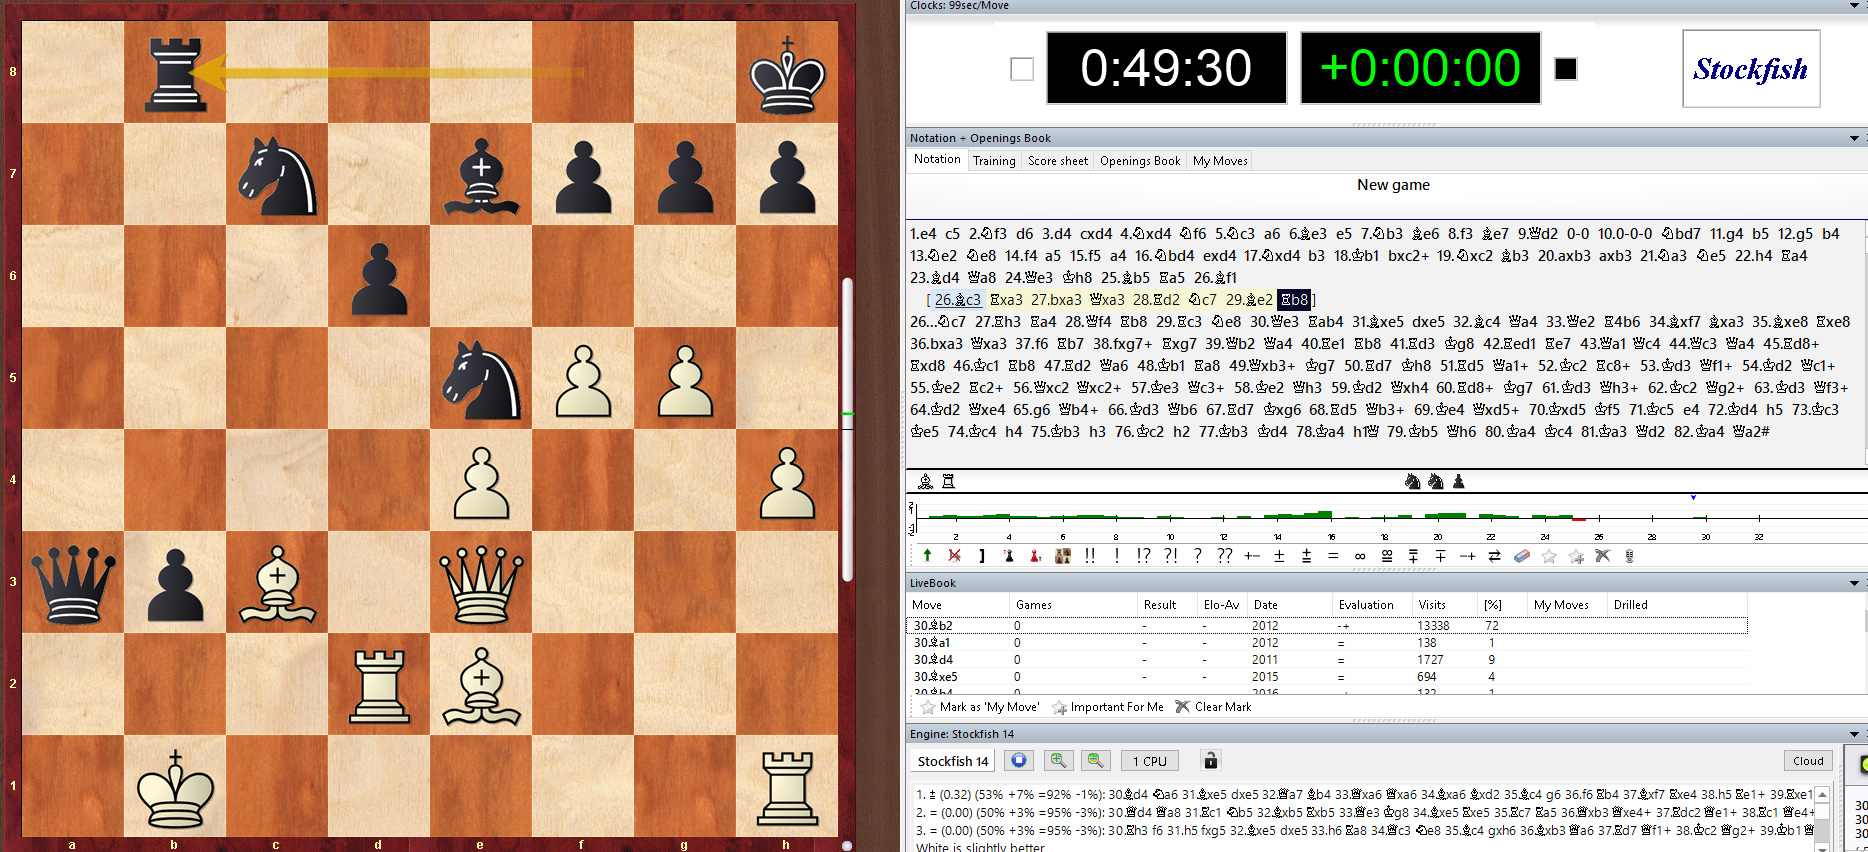 8
7
6
5
4
3
2
1
a b c d e f g h
Clocks: 99sec/Move
0:49:30 +0:00:00 Stockfish
Notation + Openings Book
Notation Training Score sheet Openings Book My Moves
New game
1.e4 c5 2.♘f3 d6 3.d4 cxd4 4.♘xd4 ♘f6 5.♘c3 a6 6.♗e3 e5 7.♘b3 ♗e6 8.f3 ♗e7 9.♕d2 0-0 10.0-0-0 ♘bd7 11.g4 b5 12.g5 b4
13.♘e2 ♘e8 14.f4 a5 15.f5 a4 16.♘bd4 exd4 17.♘xd4 b3 18.♔b1 bxc2+ 19.♘xc2 ♗b3 20.axb3 axb3 21.♘a3 ♘e5 22.h4 ♖a4
23.♗d4 ♕a8 24.♕e3 ♔h8 25.♗b5 ♖a5 26.♗f1
[26.♗c3 ♖xa3 27.bxa3 ♕xa3 28.♖d2 ♘c7 29.♗e2 ♖b8]
26...♘c7 27.♖h3 ♖a4 28.♕f4 ♖b8 29.♖c3 ♘e8 30.♕e3 ♖ab4 31.♗xe5 dxe5 32.♗c4 ♕a4 33.♕e2 ♖4b6 34.♗xf7 ♗xa3 35.♗xe8 ♖xe8
36.bxa3 ♕xa3 37.f6 ♖b7 38.fxg7+ ♖xg7 39.♕b2 ♕a4 40.♖e1 ♖b8 41.♖d3 ♔g8 42.♖ed1 ♖e7 43.♕a1 ♕c4 44.♕c3 ♕a4 45.♖d8+
♖xd8 46.♔c1 ♖b8 47.♖d2 ♕a6 48.♔b1 ♖a8 49.♕xb3+ ♔g7 50.♖d7 ♔h8 51.♖d5 ♕a1+ 52.♔c2 ♖c8+ 53.♔d3 ♕f1+ 54.♔d2 ♕c1+
55.♔e2 ♖c2+ 56.♕xc2 ♕xc2+ 57.♔e3 ♕c3+ 58.♔e2 ♕h3 59.♔d2 ♕xh4 60.♖d8+ ♔g7 61.♔d3 ♕h3+ 62.♔c2 ♕g2+ 63.♔d3 ♕f3+
64.♔d2 ♕xe4 65.g6 ♕b4+ 66.♔d3 ♕b6 67.♖d7 ♔xg6 68.♖d5 ♕b3+ 69.♔e4 ♕xd5+ 70.♔xd5 ♔f5 71.♔c5 e4 72.♔d4 h5 73.♔c3
♔e5 74.♔c4 h4 75.♔b3 h3 76.♔c2 h2 77.♔b3 ♔d4 78.♔a4 h1♕ 79.♔b5 ♕h6 80.♔a4 ♔c4 81.♔a3 ♕d2 82.♔a4 ♕a2#
2 4 6 8 10 12 14 16 18 20 22 24 26 28 30 32
] !! ! !? ?! ? ?? +- ± = ∞ -+
LiveBook
Move Games Result Elo-Av Date Evaluation Visits [%] My Moves Drilled
30.♗b2 0 - - 2012 -+ 13338 72
30.♗a1 0 - - 2012 = 138 1
30.♗d4 0 - - 2011 = 1727 9
30.♗xe5 0 - - 2015 = 694 4
Mark as 'My Move' Important For Me Clear Mark
Engine: Stockfish 14
Stockfish 14 1 CPU Cloud
1. ± (0.32) (53% +7% =92% -1%): 30.♗d4 ♘a6 31.♗xe5 dxe5 32.♕a7 ♗b4 33.♕xa6 ♕xa6 34.♗xa6 ♗xd2 35.♗c4 g6 36.f6 ♖b4 37.♗xf7 ♖xe4 38.h5 ♖e1+ 39.♖xe1
2. = (0.00) (50% +3% =95% -3%): 30.♕d4 ♕a8 31.♖c1 ♘b5 32.♗xb5 ♖xb5 33.♕e3 ♔g8 34.♗xe5 ♖xe5 35.♖c7 ♖a5 36.♕xb3 ♕xe4+ 37.♖dc2 ♕e1+ 38.♖c1 ♕e4+
3. = (0.00) (50% +3% =95% -3%): 30.♖h3 f6 31.h5 fxg5 32.♗xe5 dxe5 33.h6 ♖a8 34.♕c3 ♘e8 35.♗c4 gxh6 36.♗xb3 ♕a6 37.♖d7 ♕f1+ 38.♔c2 ♕g2+ 39.♔b1
White is slightly better